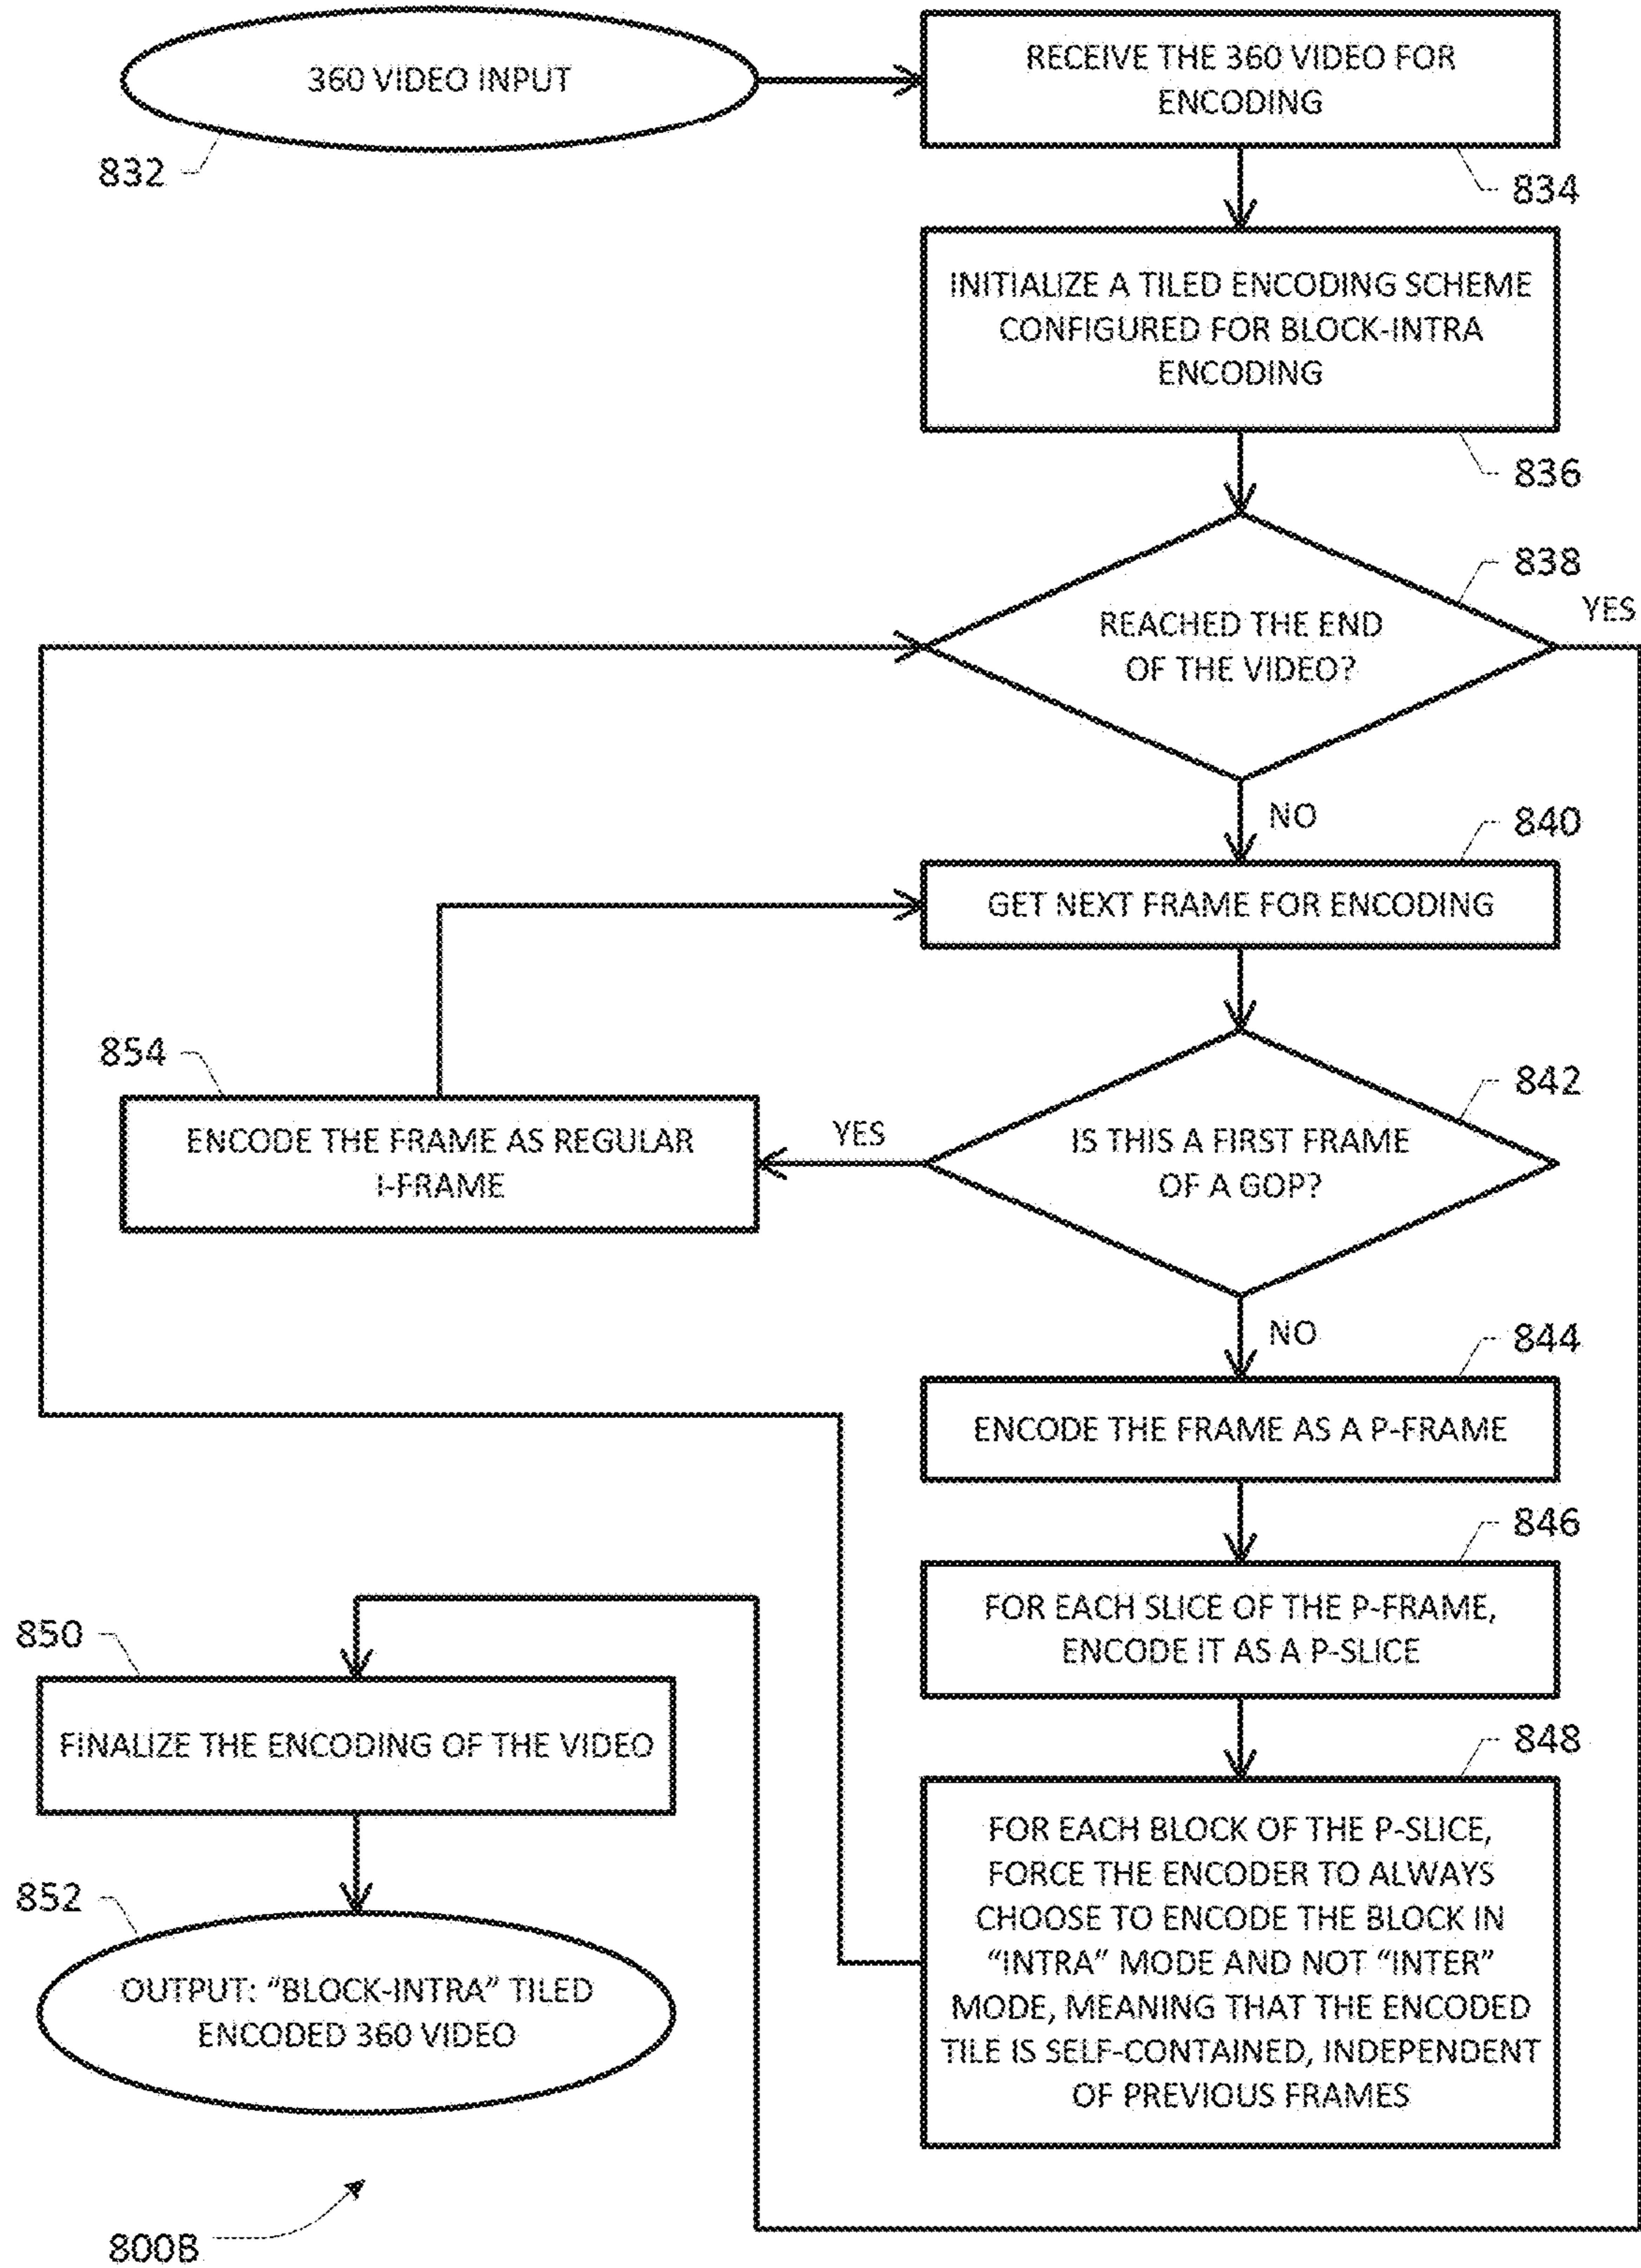 360 VIDEO INPUT
832
RECEIVE THE 360 VIDEO FOR
ENCODING
834
INITIALIZE A TILED ENCODING SCHEME
CONFIGURED FOR BLOCK-INTRA
ENCODING
836
838
YES
REACHED THE END
OF THE VIDEO?
NO
840
GET NEXT FRAME FOR ENCODING
854
ENCODE THE FRAME AS REGULAR
I-FRAME
YES
842
IS THIS A FIRST FRAME
OF A GOP?
NO
844
ENCODE THE FRAME AS A P-FRAME
846
FOR EACH SLICE OF THE P-FRAME,
ENCODE IT AS A P-SLICE
848
FOR EACH BLOCK OF THE P-SLICE,
FORCE THE ENCODER TO ALWAYS
CHOOSE TO ENCODE THE BLOCK IN
“INTRA” MODE AND NOT “INTER”
MODE, MEANING THAT THE ENCODED
TILE IS SELF-CONTAINED, INDEPENDENT
OF PREVIOUS FRAMES
850
FINALIZE THE ENCODING OF THE VIDEO
852
OUTPUT: “BLOCK-INTRA” TILED
ENCODED 360 VIDEO
800B